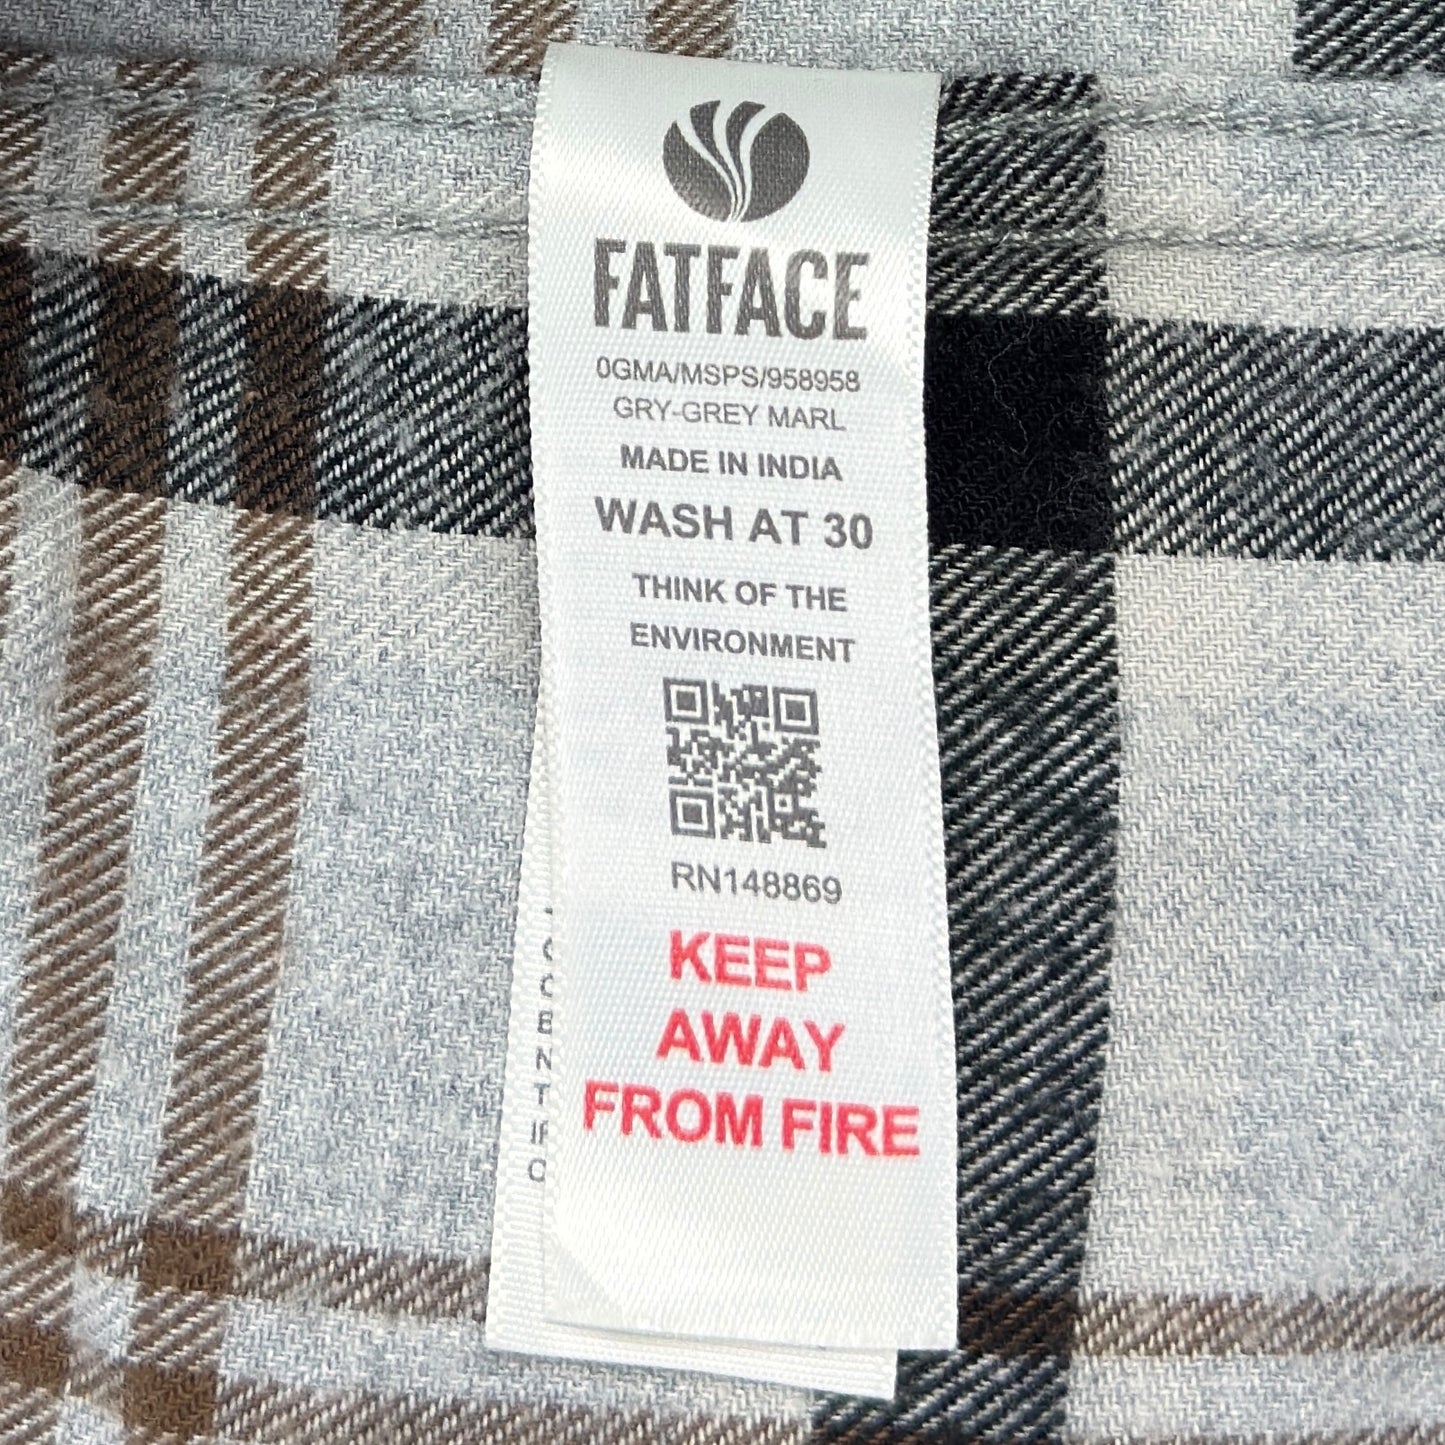 FATFACE
0GMA/MSPS/958958
GRY-GREY MARL
MADE IN INDIA
WASH AT 30
THINK OF THE
ENVIRONMENT
RN148869
KEEP
AWAY
FROM FIRE